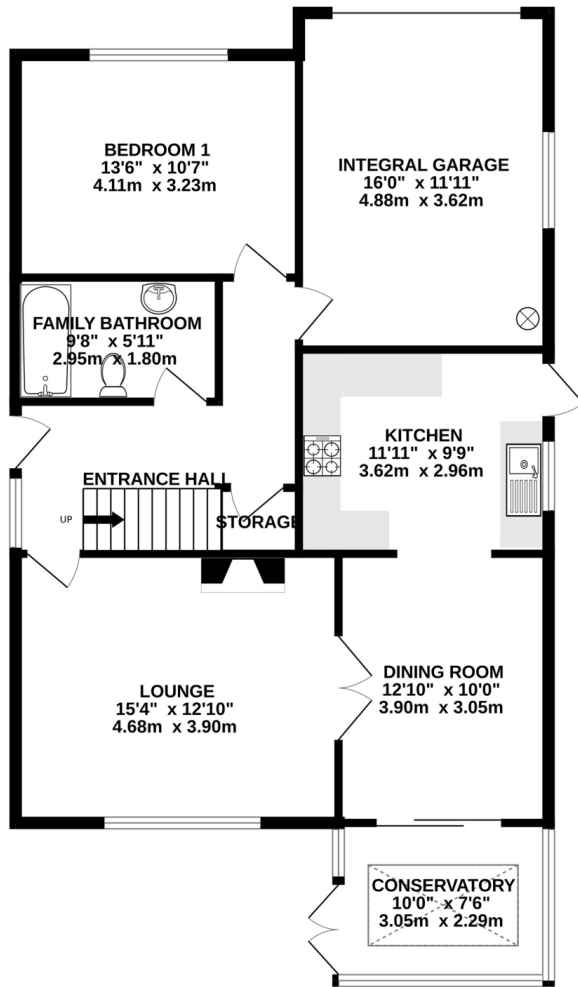 BEDROOM 1
13'6" x 10'7"
4.11m x 3.23m
INTEGRAL GARAGE
16'0" x 11'11"
4.88m x 3.62m
FAMILY BATHROOM
9'8" x 5'11"
2.95m x 1.80m
KITCHEN
11'11" x 9'9"
3.62m x 2.96m
ENTRANCE HALL
UP
STORAGE
LOUNGE
15'4" x 12'10"
4.68m x 3.90m
DINING ROOM
12'10" x 10'0"
3.90m x 3.05m
CONSERVATORY
10'0" x 7'6"
3.05m x 2.29m